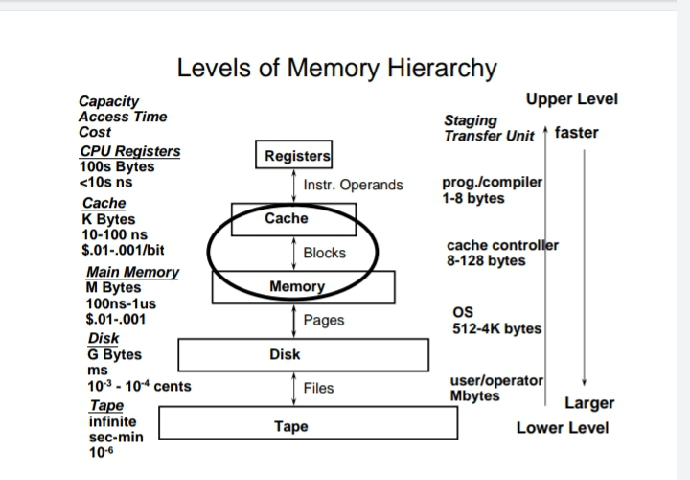 Levels of Memory Hierarchy
Capacity
Access Time
Cost
CPU Registers
100s Bytes
<10s ns
Cache
K Bytes
10-100 ns
$.01-.001/bit
Main Memory
M Bytes
100ns-1us
$.01-.001
Disk
G Bytes
ms
10-3 - 10-4 cents
Tape
infinite
sec-min
10-6
Registers
Instr. Operands
Cache
Blocks
Memory
Pages
Disk
Files
Tape
Staging
Transfer Unit
prog./compiler
1-8 bytes
cache controller
8-128 bytes
OS
512-4K bytes
user/operator
Mbytes
Upper Level
faster
Larger
Lower Level